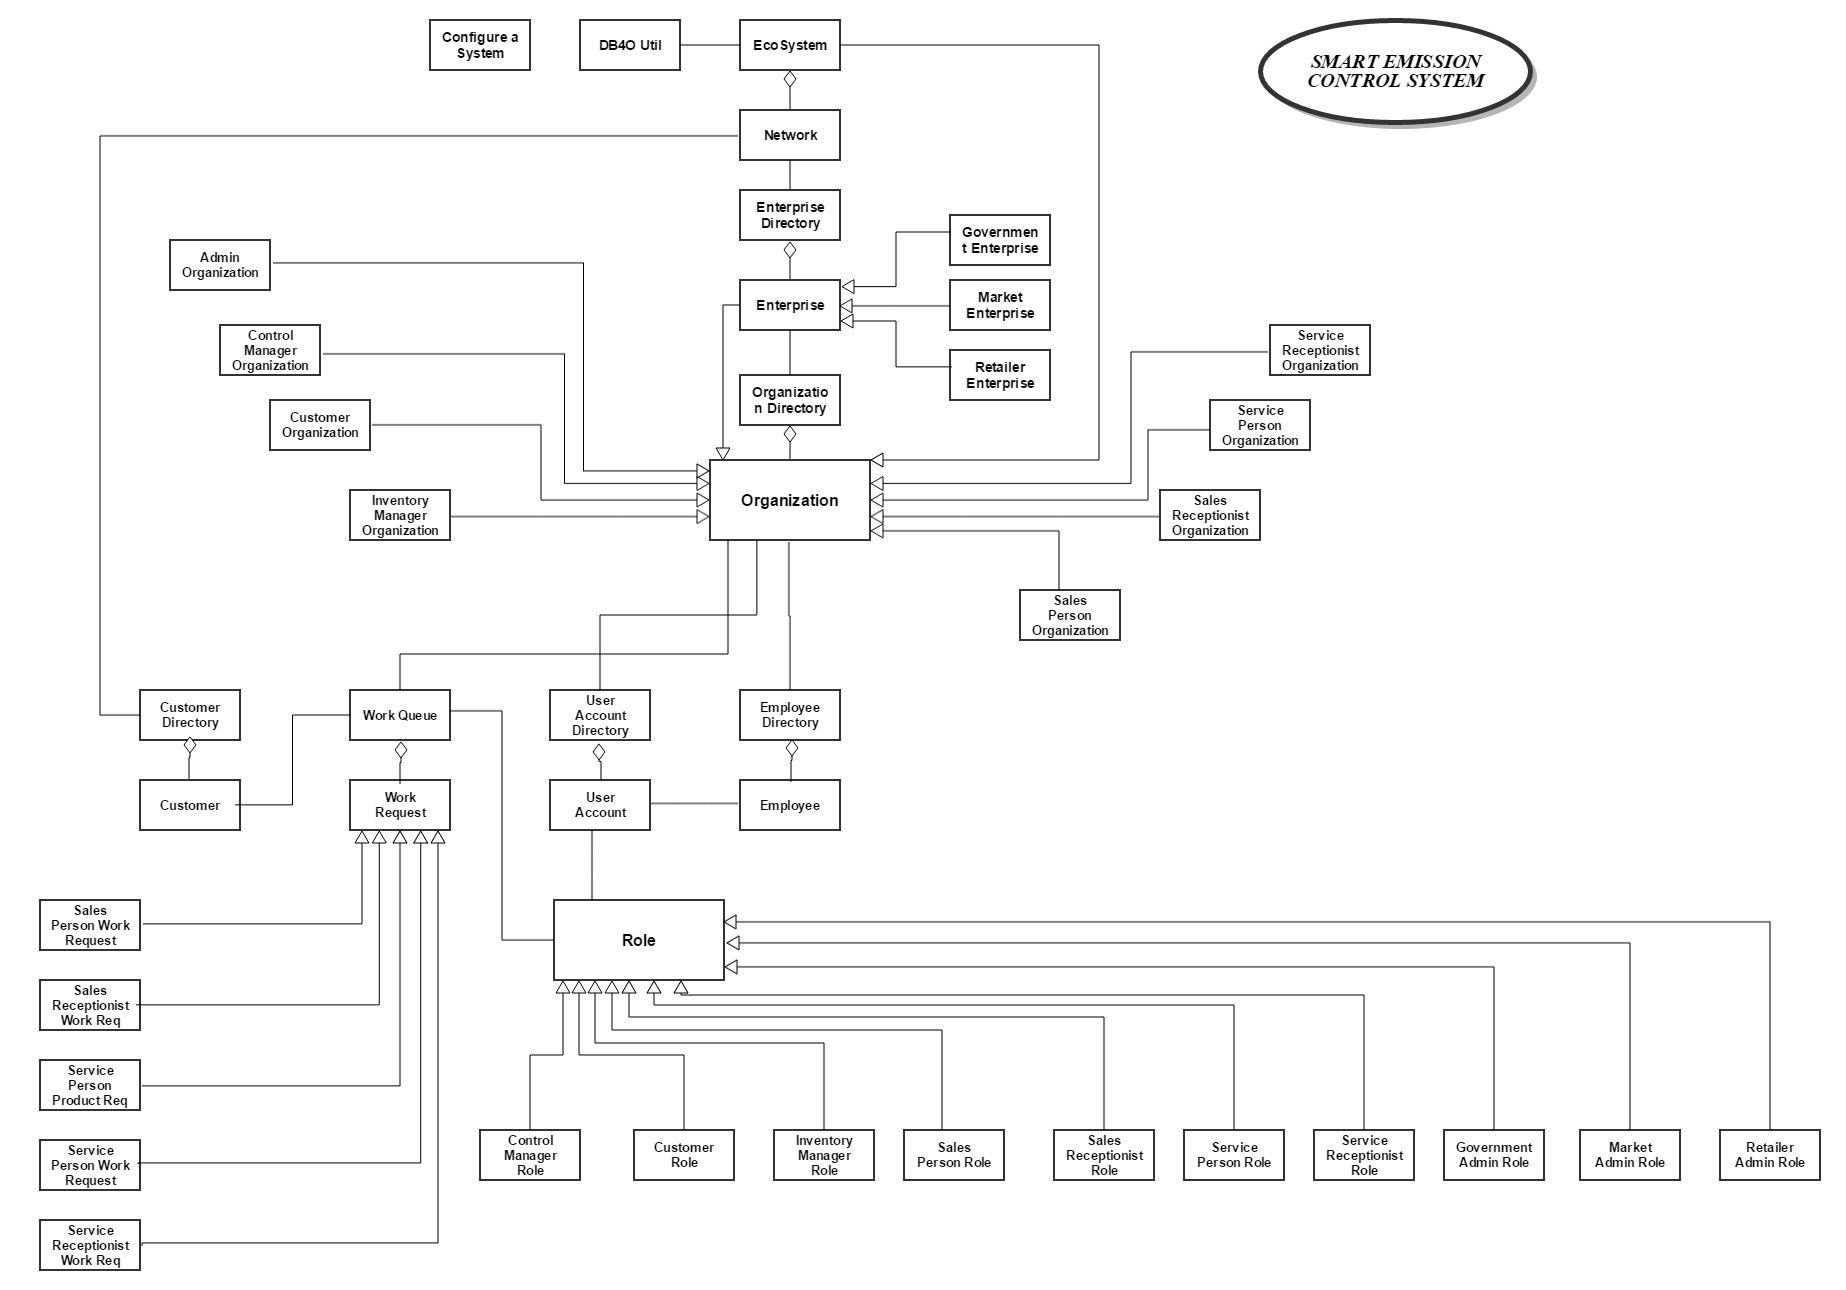 Configure a
System
DB4O Util
EcoSystem
SMART EMISSION
CONTROL SYSTEM
Network
Enterprise
Directory
Governmen
t Enterprise
Admin
Organization
Enterprise
Market
Enterprise
Control
Manager
Organization
Service
Receptionist
Organization
Retailer
Enterprise
Organizatio
n Directory
Customer
Organization
Service
Person
Organization
Organization
Inventory
Manager
Organization
Sales
Receptionist
Organization
Sales
Person
Organization
Customer
Directory
Work Queue
User
Account
Directory
Employee
Directory
Customer
Work
Request
User
Account
Employee
Sales
Person Work
Request
Role
Sales
Receptionist
Work Req
Service
Person
Product Req
Service
Person Work
Request
Control
Manager
Role
Customer
Role
Inventory
Manager
Role
Sales
Person Role
Sales
Receptionist
Role
Service
Person Role
Service
Receptionist
Role
Government
Admin Role
Market
Admin Role
Retailer
Admin Role
Service
Receptionist
Work Req